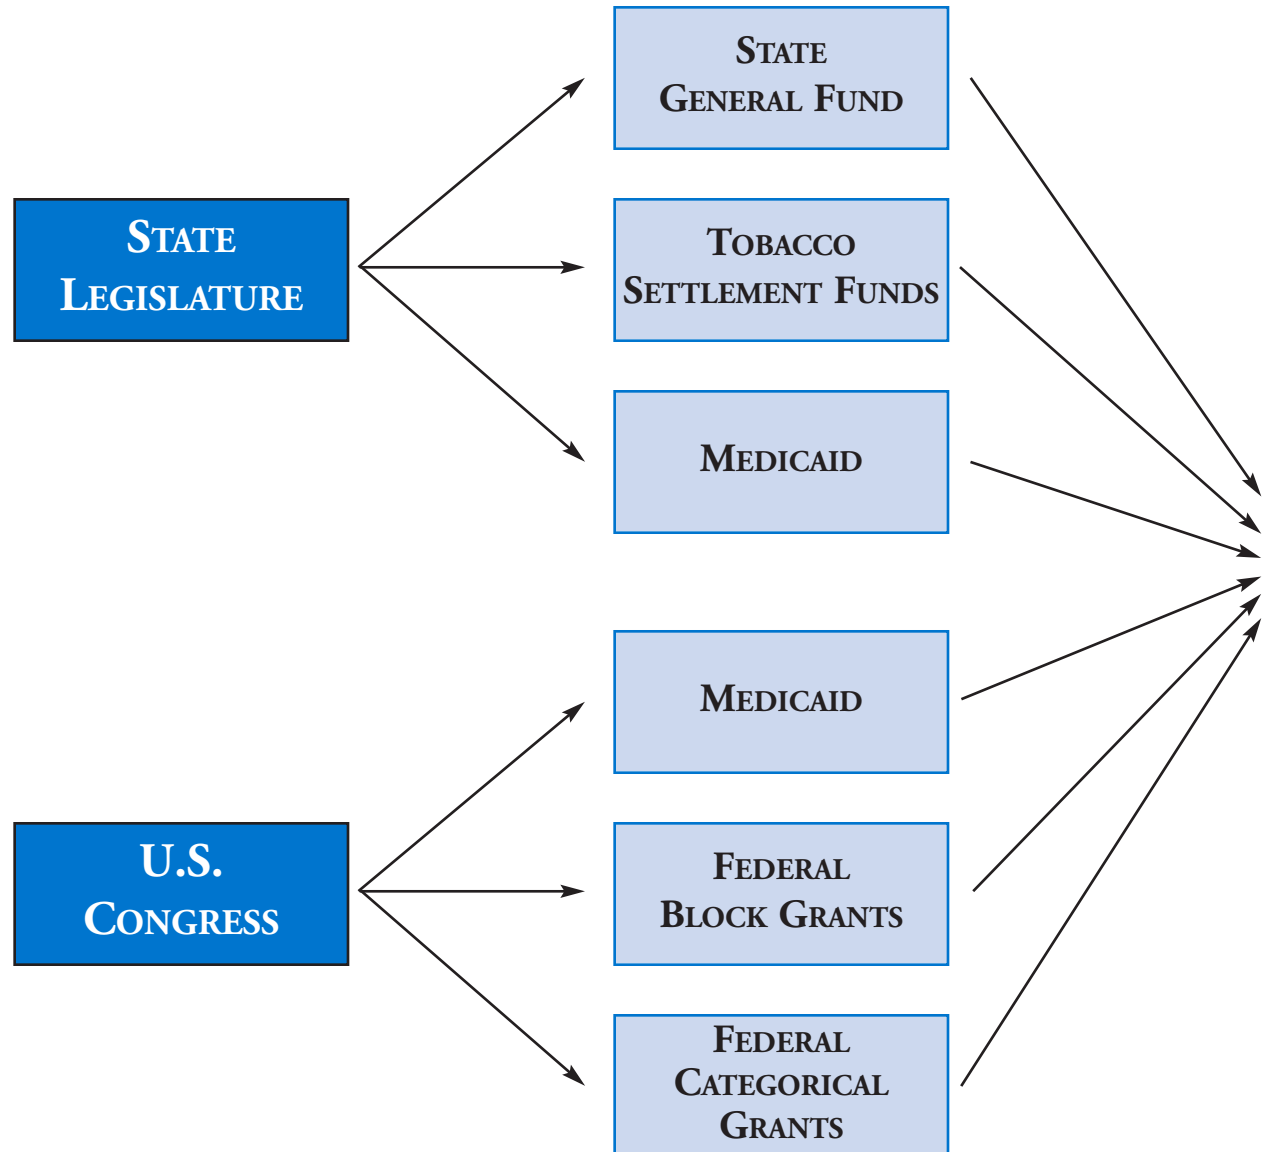 State
General Fund
State
Legislature
Tobacco
Settlement Funds
Medicaid
Medicaid
U.S.
Congress
Federal
Block Grants
Federal
Categorical
Grants